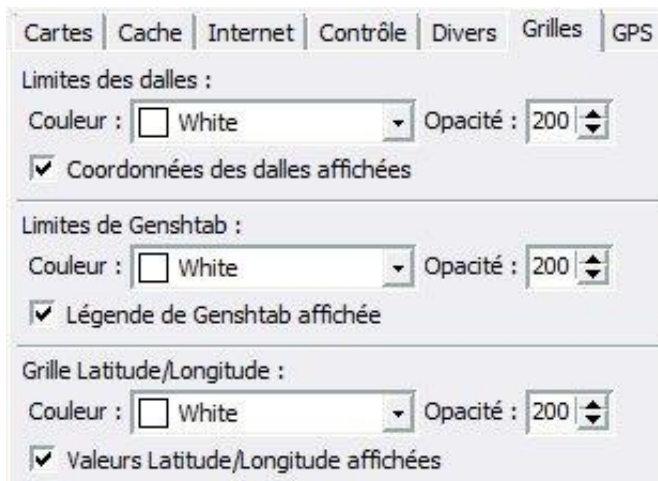 Cartes Cache Internet Contrôle Divers Grilles GPS
Limites des dalles :
Couleur : White Opacité : 200
Coordonnées des dalles affichées
Limites de Genshtab :
Couleur : White Opacité : 200
Légende de Genshtab affichée
Grille Latitude/Longitude :
Couleur : White Opacité : 200
Valeurs Latitude/Longitude affichées